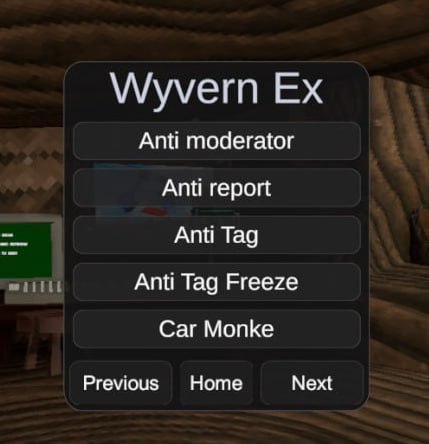 Wyvern Ex
Anti moderator
Anti report
Anti Tag
Anti Tag Freeze
Car Monke
Previous
Home
Next